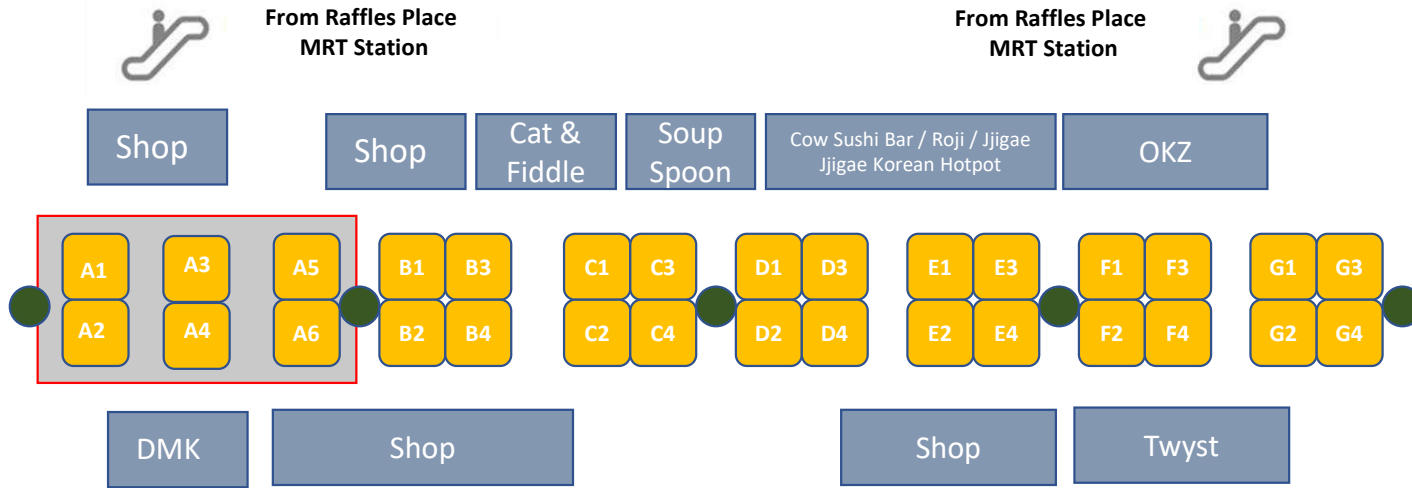 From Raffles Place
MRT Station
From Raffles Place
MRT Station
Shop
Shop
Cat &
Fiddle
Soup
Spoon
Cow Sushi Bar / Roji / Jjigae
Jjigae Korean Hotpot
OKZ
A1 A3 A5 B1 B3 C1 C3 D1 D3 E1 E3 F1 F3 G1 G3
A2 A4 A6 B2 B4 C2 C4 D2 D4 E2 E4 F2 F4 G2 G4
DMK
Shop
Shop
Twyst